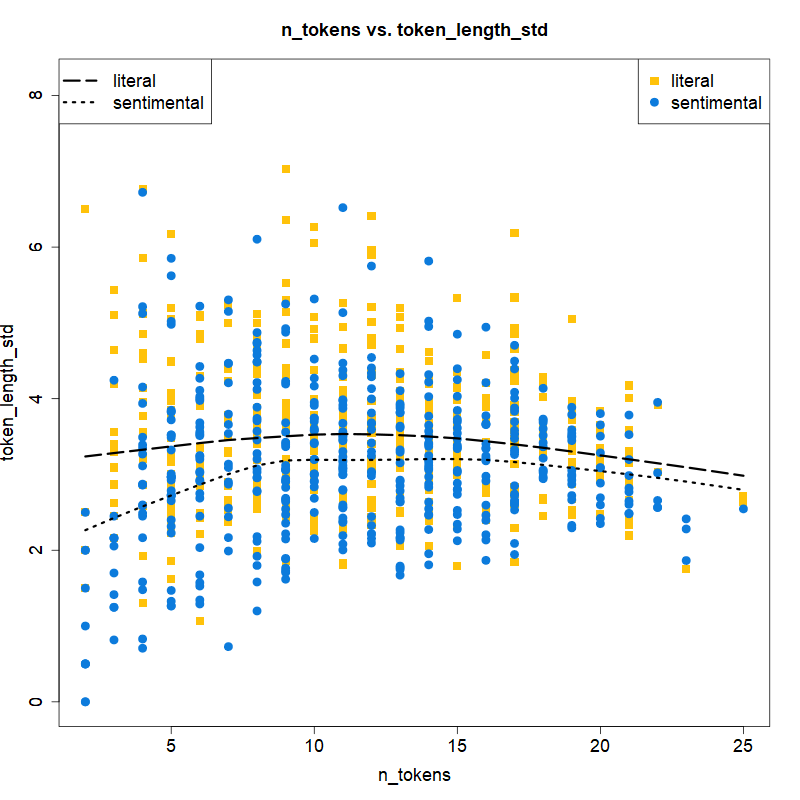 n_tokens vs. token_length_std
literal
sentimental
literal
sentimental
token_length_std
8
6
4
2
0
5 10 15 20 25
n_tokens